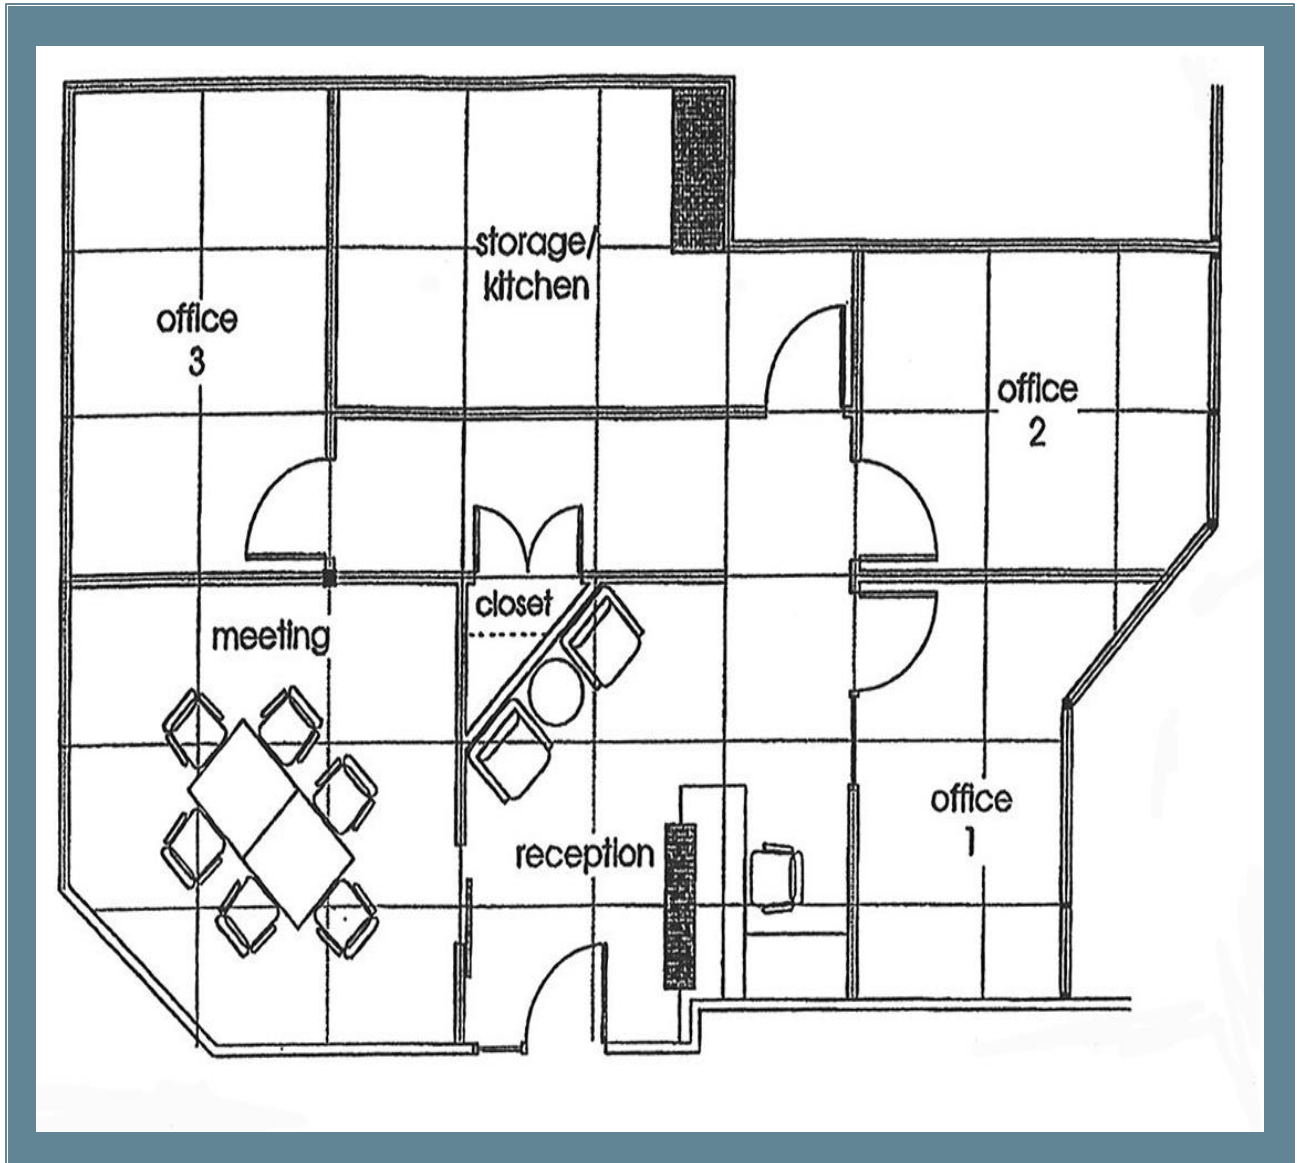 storage/
kitchen
office
3
office
2
closet
meeting
office
1
reception